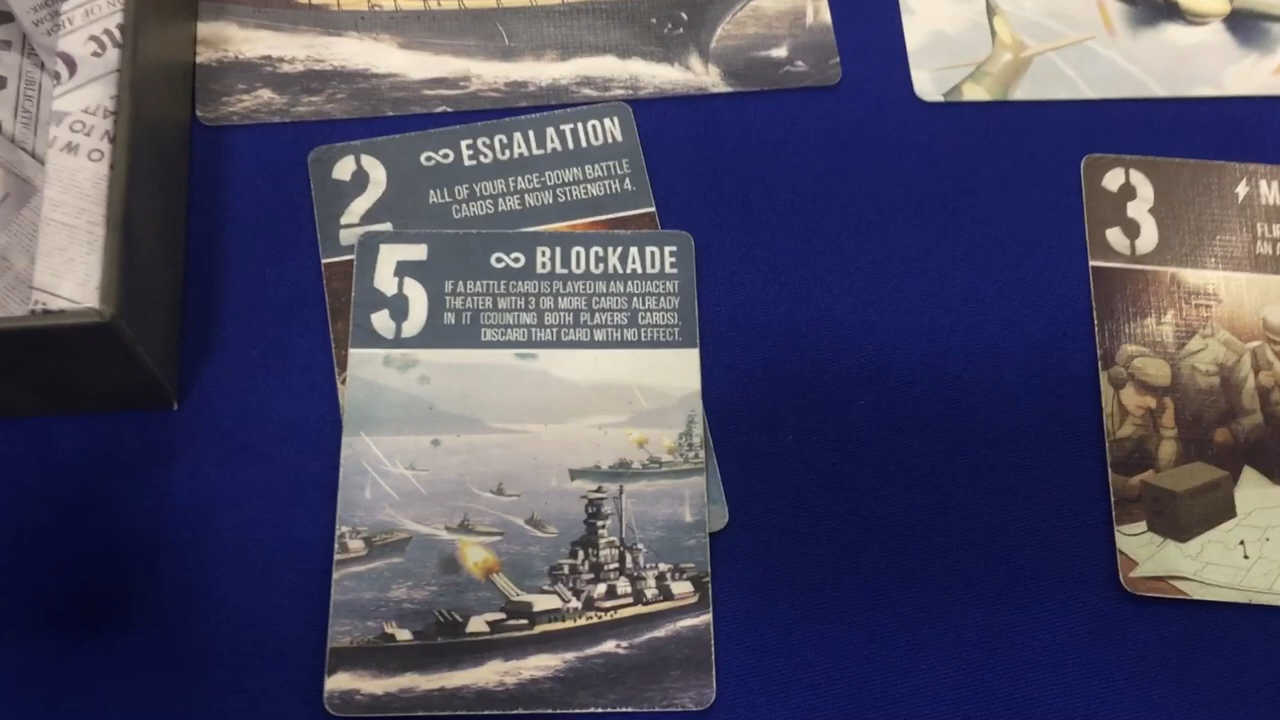 2
∞ ESCALATION
ALL OF YOUR FACE-DOWN BATTLE
CARDS ARE NOW STRENGTH 4.
5
∞ BLOCKADE
IF A BATTLE CARD IS PLAYED IN AN ADJACENT
THEATER WITH 3 OR MORE CARDS ALREADY
IN IT (COUNTING BOTH PLAYERS' CARDS),
DISCARD THAT CARD WITH NO EFFECT.
3